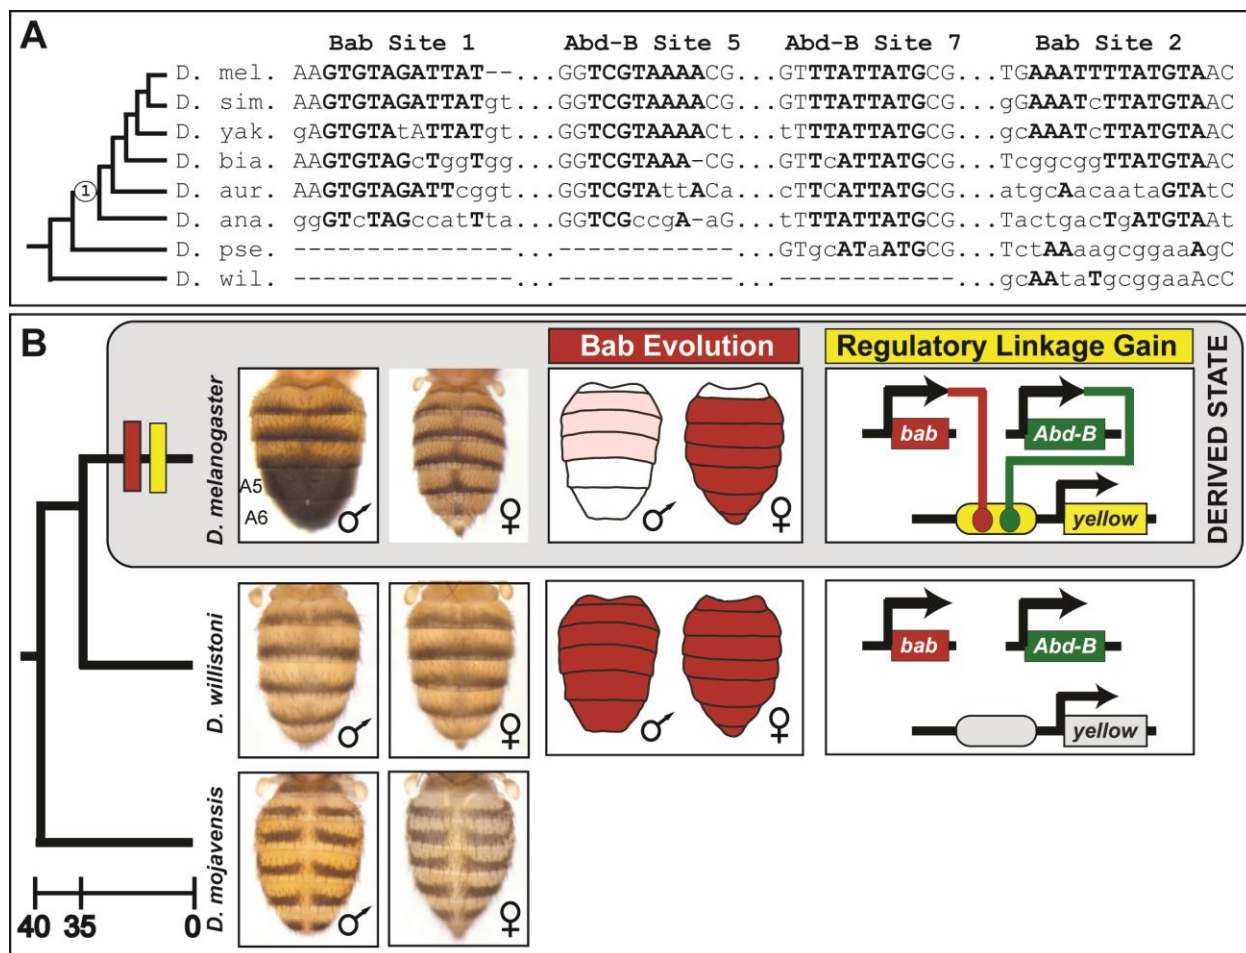 A
Bab Site 1 Abd-B Site 5 Abd-B Site 7 Bab Site 2
D. mel. AAGTGTAGATTAT--...GGTCGTAAAACG...GTTTATTATGCG...TGAAATTTTATGTAAC
D. sim. AAGTGTAGATTATgt...GGTCGTAAAACG...GTTTATTATGCG...gGAAATcTTATGTAAC
D. yak. gAGTGTAtATTATgt...GGTCGTAAAACt...tTTTATTATGCG...gcAAATcTTATGTAAC
D. bia. AAGTGTAGcTggTgg...GGTCGTAAA-CG...GTTcATTATGCG...TcggcggTTATGTAAC
D. aur. AAGTGTAGATTcggt...GGTCGTAttACa...cTTCATTATGCG...atgcAacaataGTAtC
1
D. ana. ggGTcTAGccatTta...GGTCGccgA-aG...tTTTATTATGCG...TactgacTgATGTAAt
D. pse. ---------------...------------...GTgcATaATGCG...TctAAaagcggaaAgC
D. wil. ---------------...------------...------------...gcAAtaTgcggaaAcC
B
Bab Evolution Regulatory Linkage Gain
DERIVED STATE
D. melanogaster
A5
A6
♂ ♀ ♂ ♀
bab Abd-B
yellow
D. willistoni
♂ ♀ ♂ ♀
bab Abd-B
yellow
D. mojavensis
♂ ♀
40 35 0